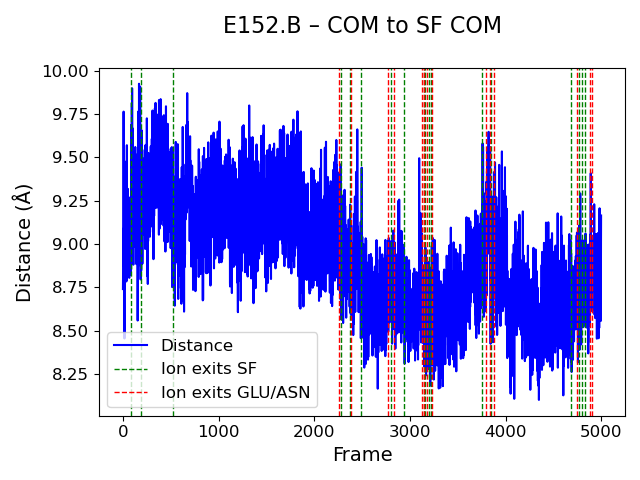 E152.B – COM to SF COM
10.00
9.75
9.50
9.25
9.00
8.75
8.50
8.25
Distance (Å)
Distance
Ion exits SF
Ion exits GLU/ASN
0 1000 2000 3000 4000 5000
Frame